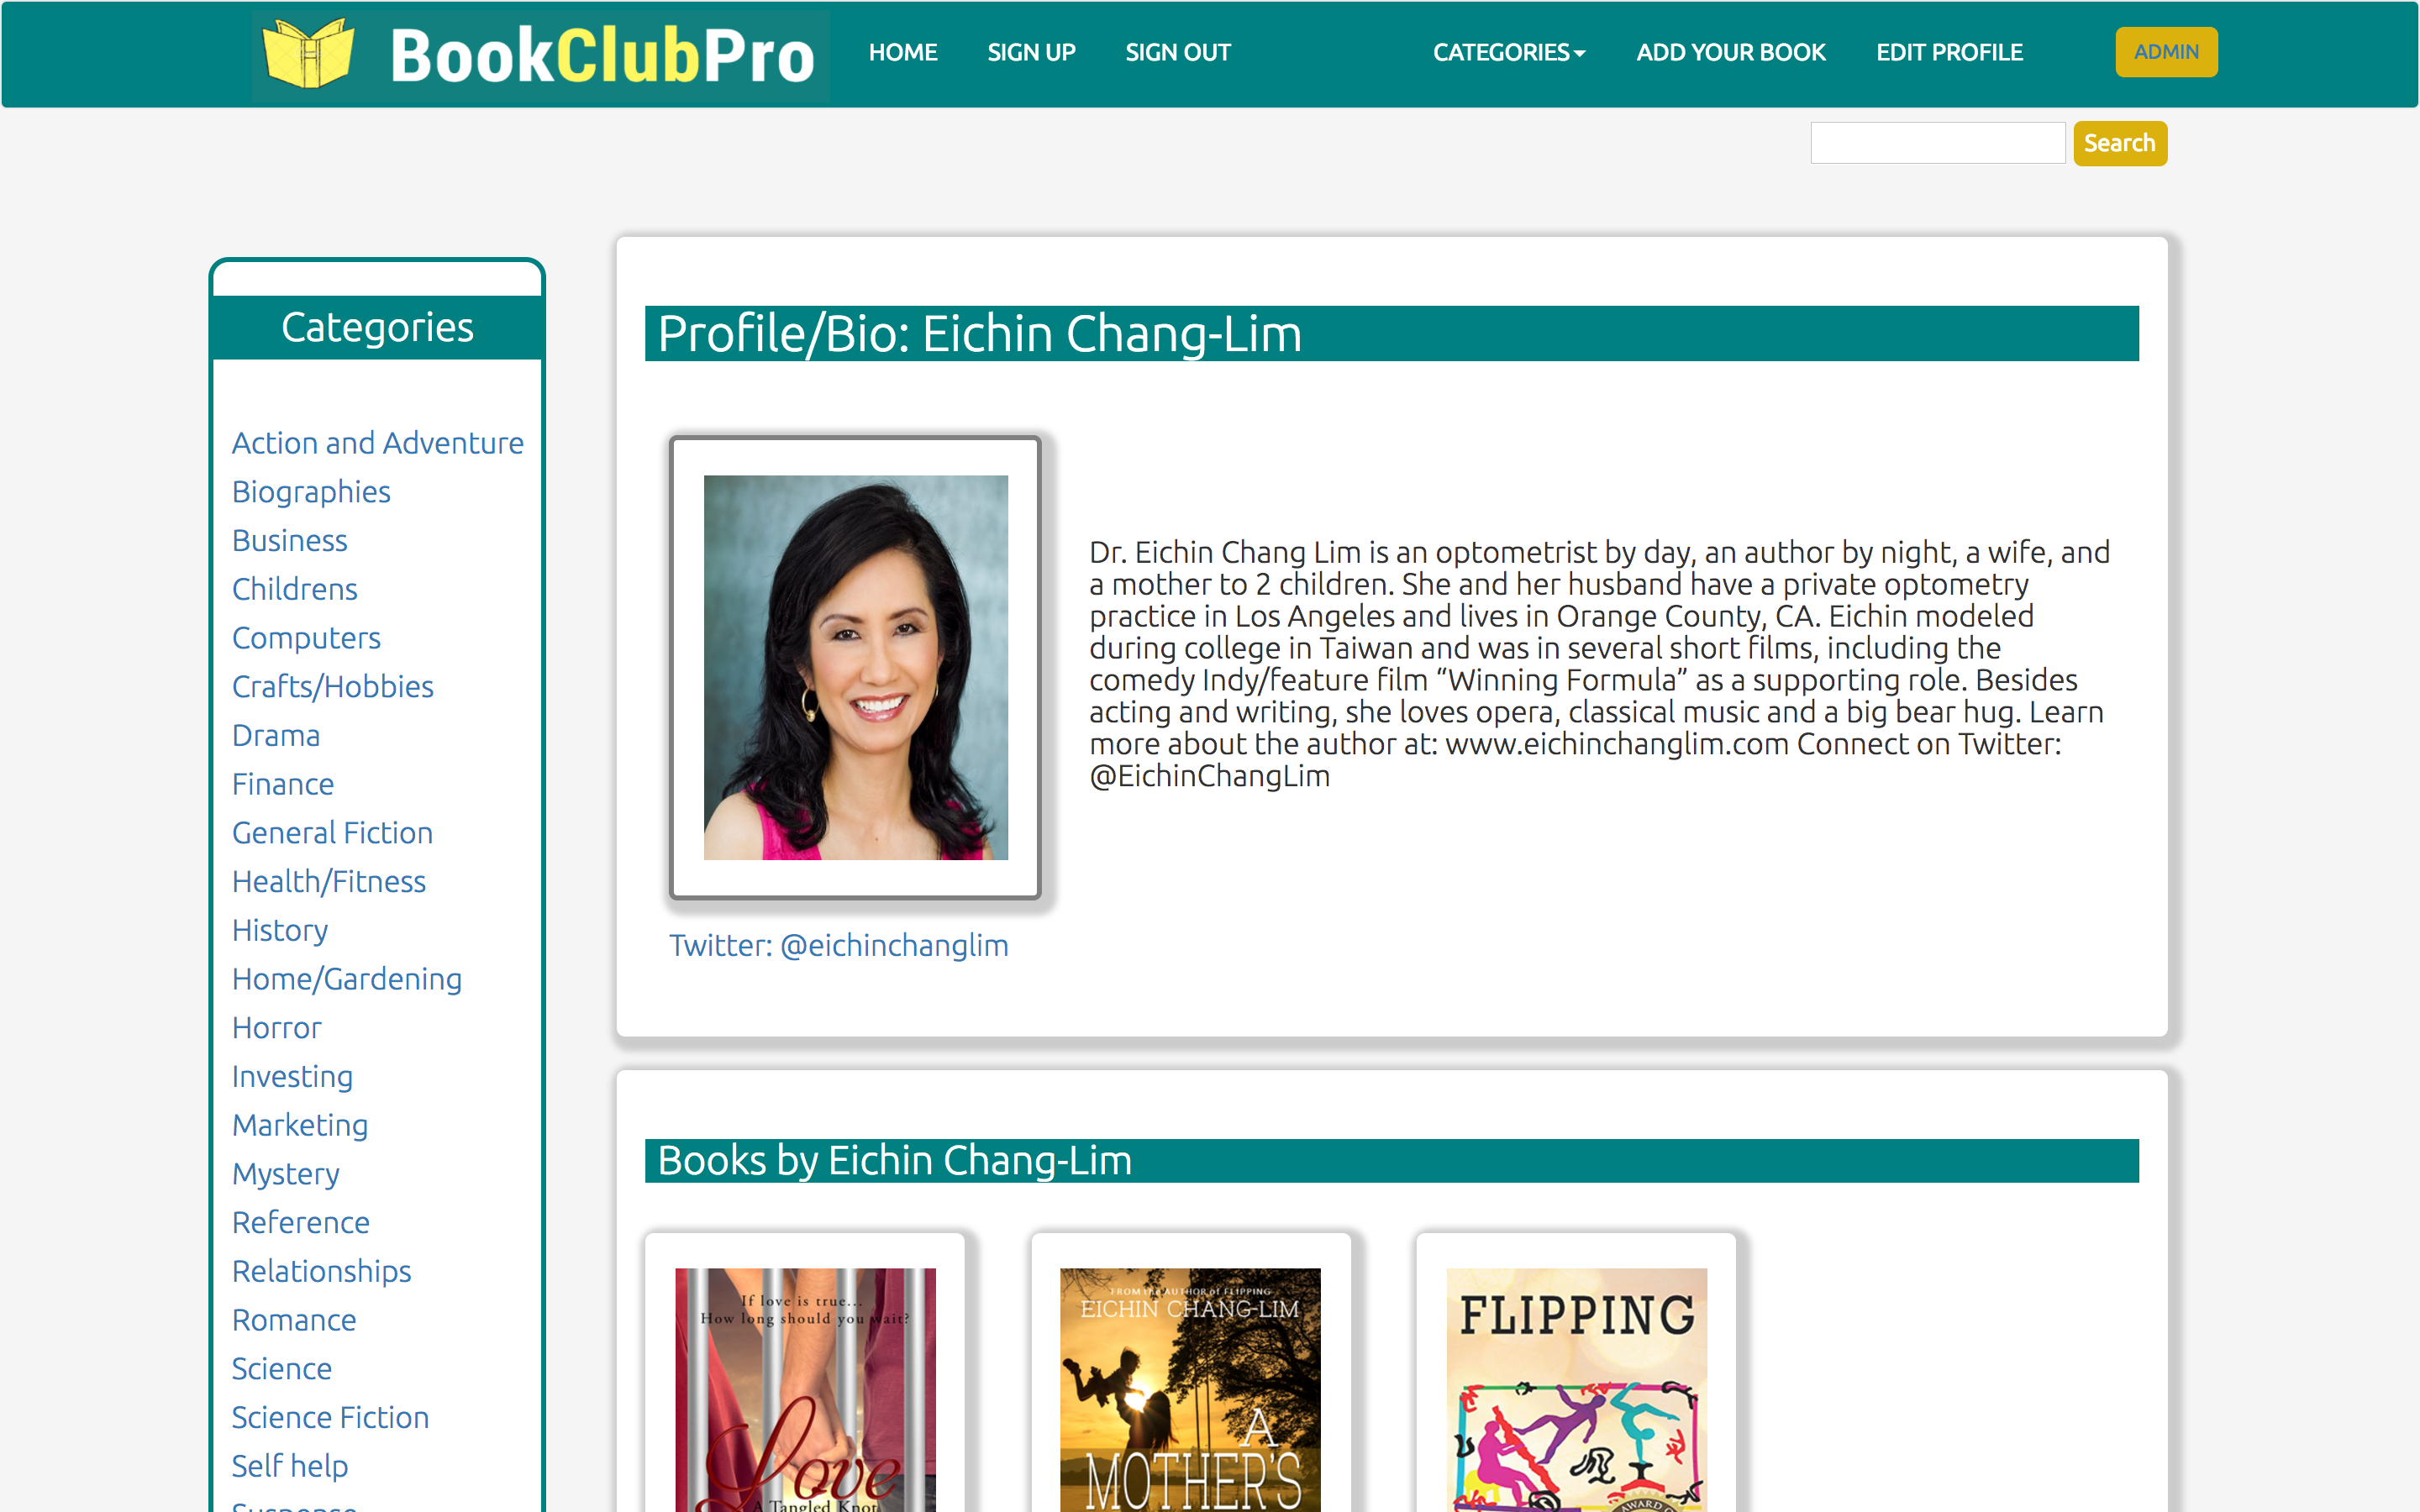 BookClubPro
HOME
SIGN UP
SIGN OUT
CATEGORIES
ADD YOUR BOOK
EDIT PROFILE
ADMIN
Search
Categories
Action and Adventure
Biographies
Business
Childrens
Computers
Crafts/Hobbies
Drama
Finance
General Fiction
Health/Fitness
History
Home/Gardening
Horror
Investing
Marketing
Mystery
Reference
Relationships
Romance
Science
Science Fiction
Self help
Suspense
Profile/Bio: Eichin Chang-Lim
Dr. Eichin Chang Lim is an optometrist by day, an author by night, a wife, and
a mother to 2 children. She and her husband have a private optometry
practice in Los Angeles and lives in Orange County, CA. Eichin modeled
during college in Taiwan and was in several short films, including the
comedy Indy/feature film “Winning Formula” as a supporting role. Besides
acting and writing, she loves opera, classical music and a big bear hug. Learn
more about the author at: www.eichinchanglim.com Connect on Twitter:
@EichinChangLim
Twitter: @eichinchanglim
Books by Eichin Chang-Lim
If love is true...
How long should you wait?
Love
A Tangled Knot
FROM the AUTHOR of FLIPPING
EICHIN CHANG-LIM
A
MOTHER'S
FLIPPING
AWARD